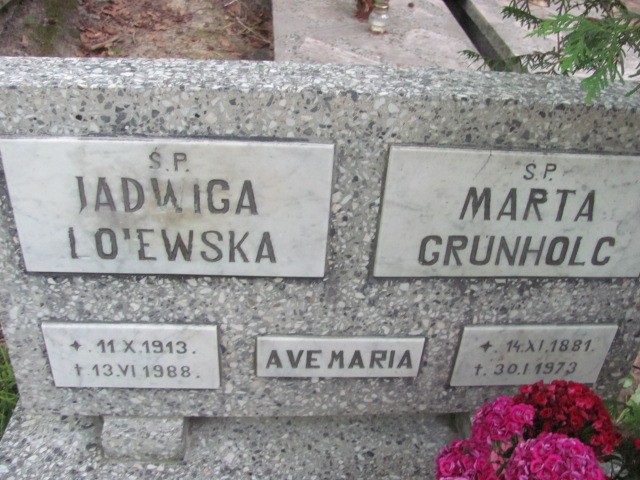 Ś.P.
JADWIGA
LO'EWSKA
+ 11 X.1913.
† 13.VI 1988.
AVE MARIA
Ś.P.
MARTA
GRUNHOLC
+ 14.XI.1881.
† 30.I.1973